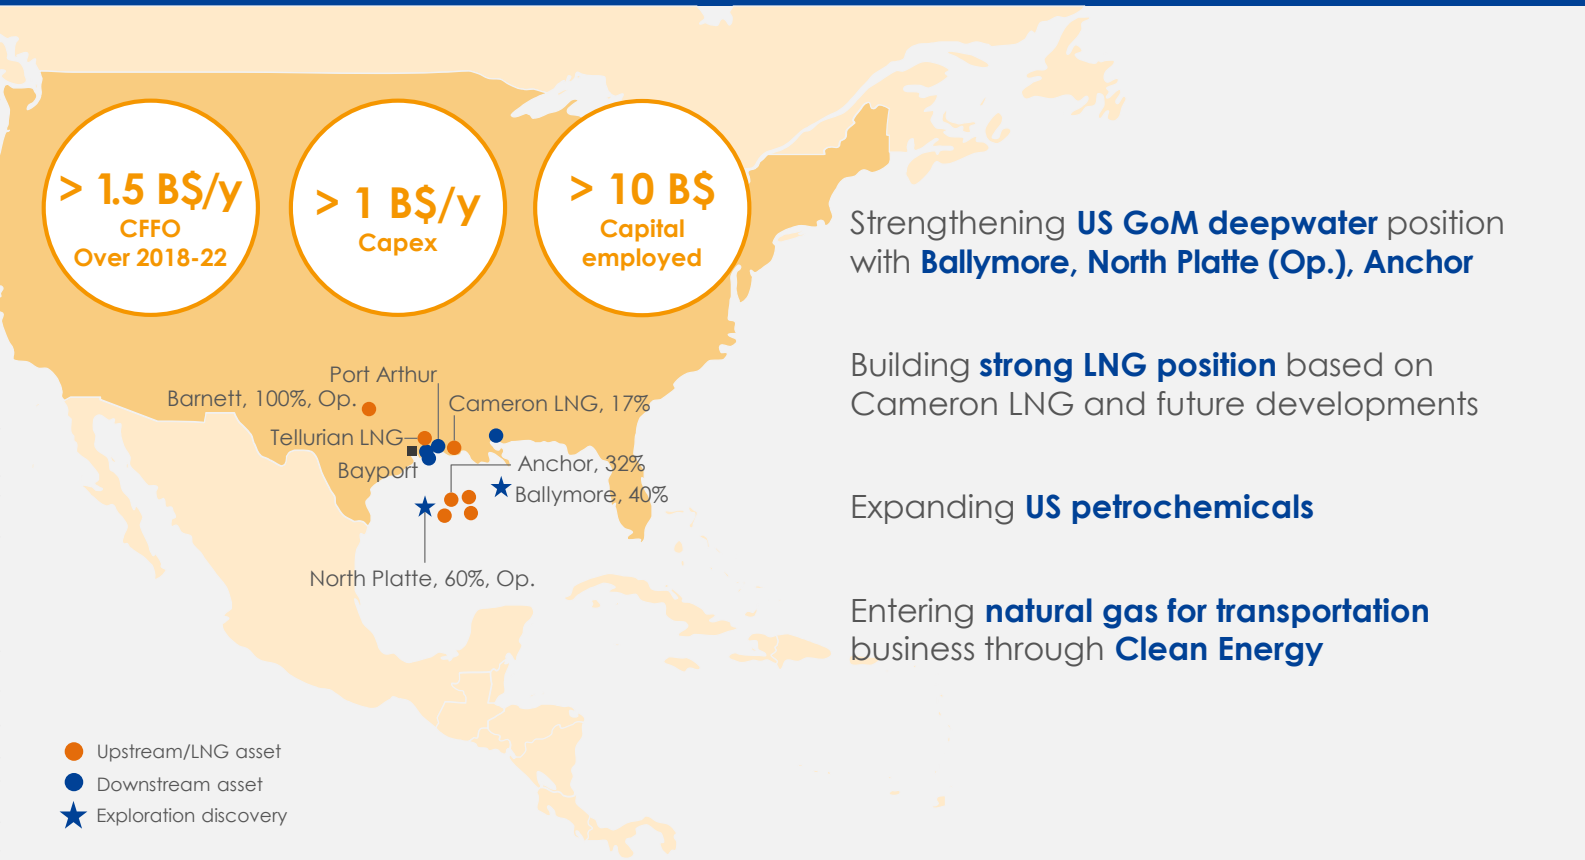 > 1.5 B$/y
CFFO
Over 2018-22
> 1 B$/y
Capex
> 10 B$
Capital
employed
Strengthening US GoM deepwater position
with Ballymore, North Platte (Op.), Anchor
Building strong LNG position based on
Cameron LNG and future developments
Expanding US petrochemicals
Entering natural gas for transportation
business through Clean Energy
Port Arthur
Barnett, 100%, Op.
Cameron LNG, 17%
Tellurian LNG
Bayport
Anchor, 32%
Ballymore, 40%
North Platte, 60%, Op.
Upstream/LNG asset
Downstream asset
Exploration discovery